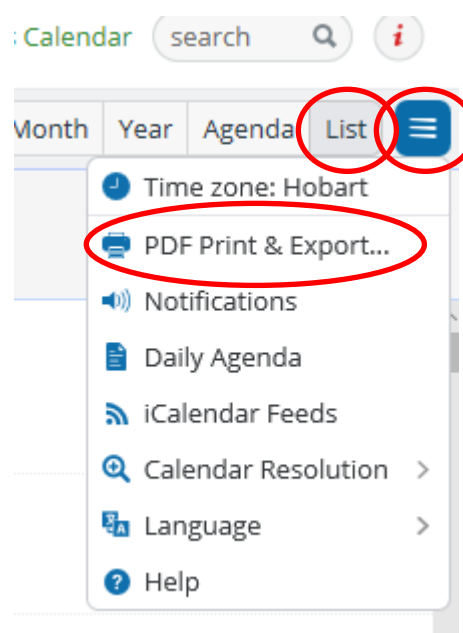 s Calendar search i
Month Year Agenda List
Time zone: Hobart
PDF Print & Export...
Notifications
Daily Agenda
iCalendar Feeds
Calendar Resolution
Language
Help